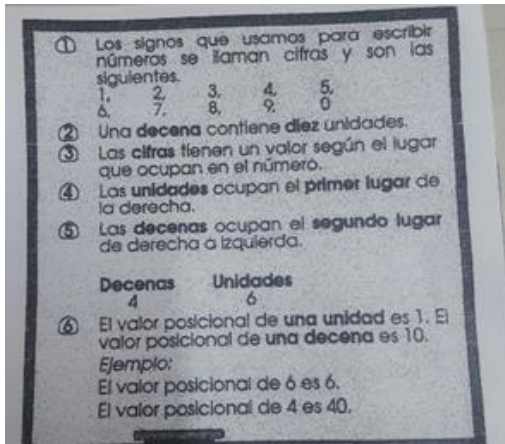 ① Los signos que usamos para escribir
números se llaman cifras y son las
siguientes.
1, 2, 3, 4, 5,
6, 7, 8, 9, 0
② Una decena contiene diez unidades.
③ Las cifras tienen un valor según el lugar
que ocupan en el número.
④ Las unidades ocupan el primer lugar de
la derecha.
⑤ Las decenas ocupan el segundo lugar
de derecha a izquierda.
Decenas Unidades
4 6
⑥ El valor posicional de una unidad es 1. El
valor posicional de una decena es 10.
Ejemplo:
El valor posicional de 6 es 6.
El valor posicional de 4 es 40.